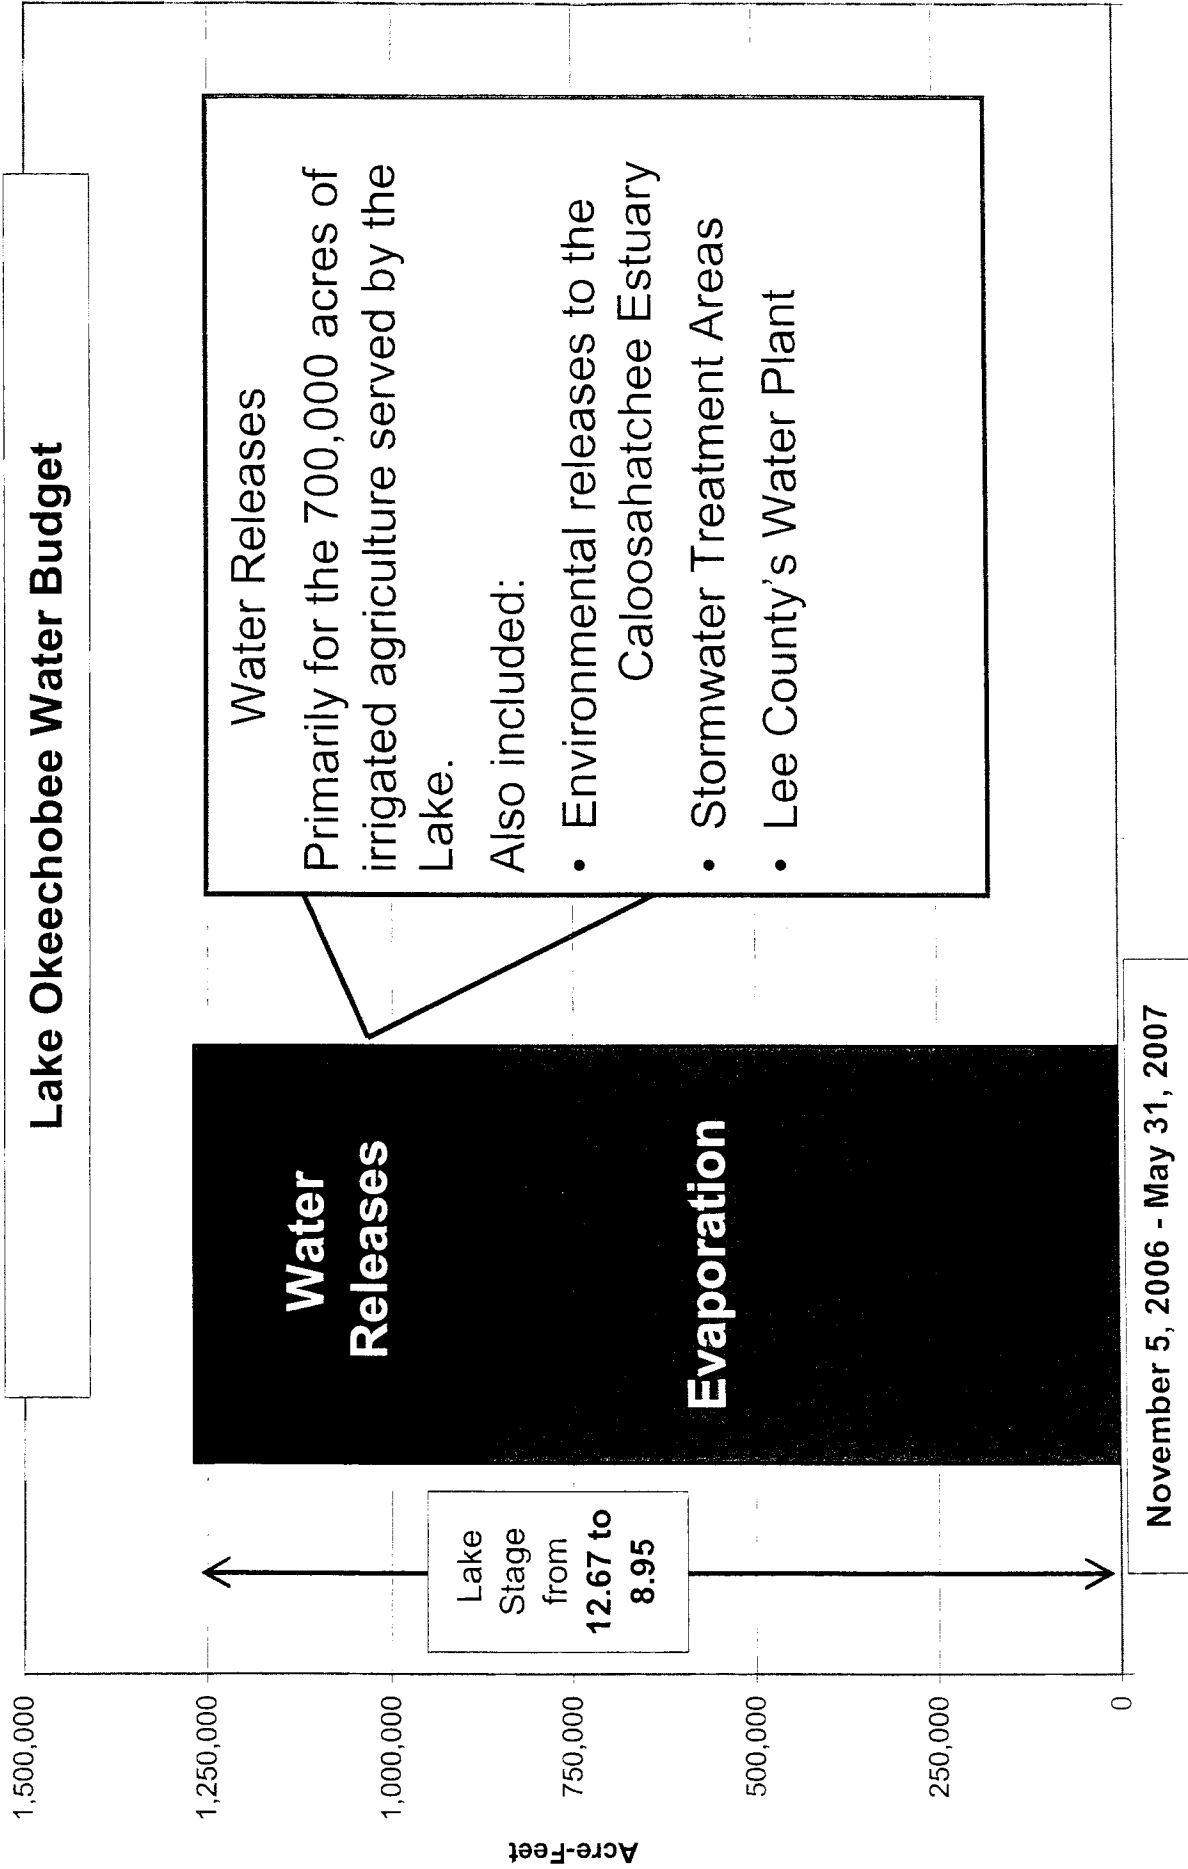 Lake Okeechobee Water Budget
1,500,000
1,250,000
1,000,000
750,000
500,000
250,000
0
Acre-Feet
Lake
Stage
from
12.67 to
8.95
Water
Releases
Evaporation
Water Releases
Primarily for the 700,000 acres of
irrigated agriculture served by the
Lake.
Also included:
• Environmental releases to the
Caloosahatchee Estuary
• Stormwater Treatment Areas
• Lee County's Water Plant
November 5, 2006 - May 31, 2007